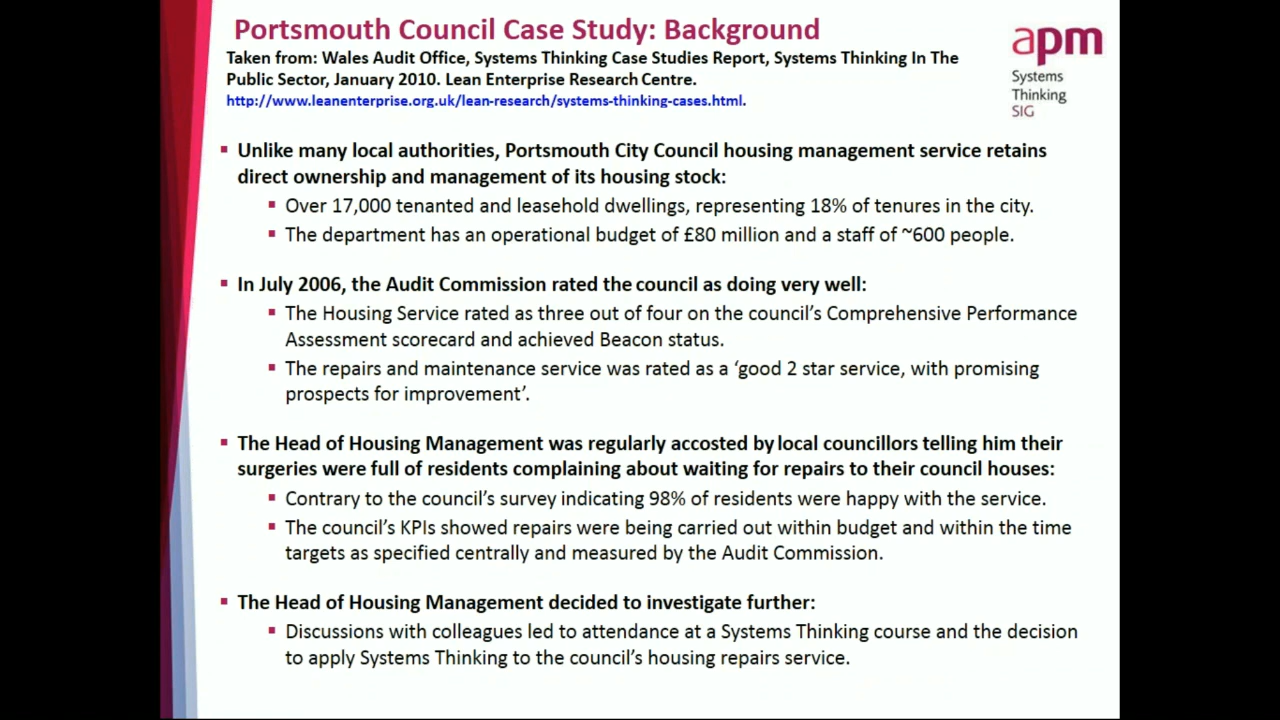 Portsmouth Council Case Study: Background
Taken from: Wales Audit Office, Systems Thinking Case Studies Report, Systems Thinking In The
Public Sector, January 2010. Lean Enterprise Research Centre.
http://www.leanenterprise.org.uk/lean-research/systems-thinking-cases.html.
apm
Systems
Thinking
SIG
▪ Unlike many local authorities, Portsmouth City Council housing management service retains
direct ownership and management of its housing stock:
▪ Over 17,000 tenanted and leasehold dwellings, representing 18% of tenures in the city.
▪ The department has an operational budget of £80 million and a staff of ~600 people.
▪ In July 2006, the Audit Commission rated the council as doing very well:
▪ The Housing Service rated as three out of four on the council’s Comprehensive Performance
Assessment scorecard and achieved Beacon status.
▪ The repairs and maintenance service was rated as a ‘good 2 star service, with promising
prospects for improvement’.
▪ The Head of Housing Management was regularly accosted by local councillors telling him their
surgeries were full of residents complaining about waiting for repairs to their council houses:
▪ Contrary to the council’s survey indicating 98% of residents were happy with the service.
▪ The council’s KPIs showed repairs were being carried out within budget and within the time
targets as specified centrally and measured by the Audit Commission.
▪ The Head of Housing Management decided to investigate further:
▪ Discussions with colleagues led to attendance at a Systems Thinking course and the decision
to apply Systems Thinking to the council’s housing repairs service.